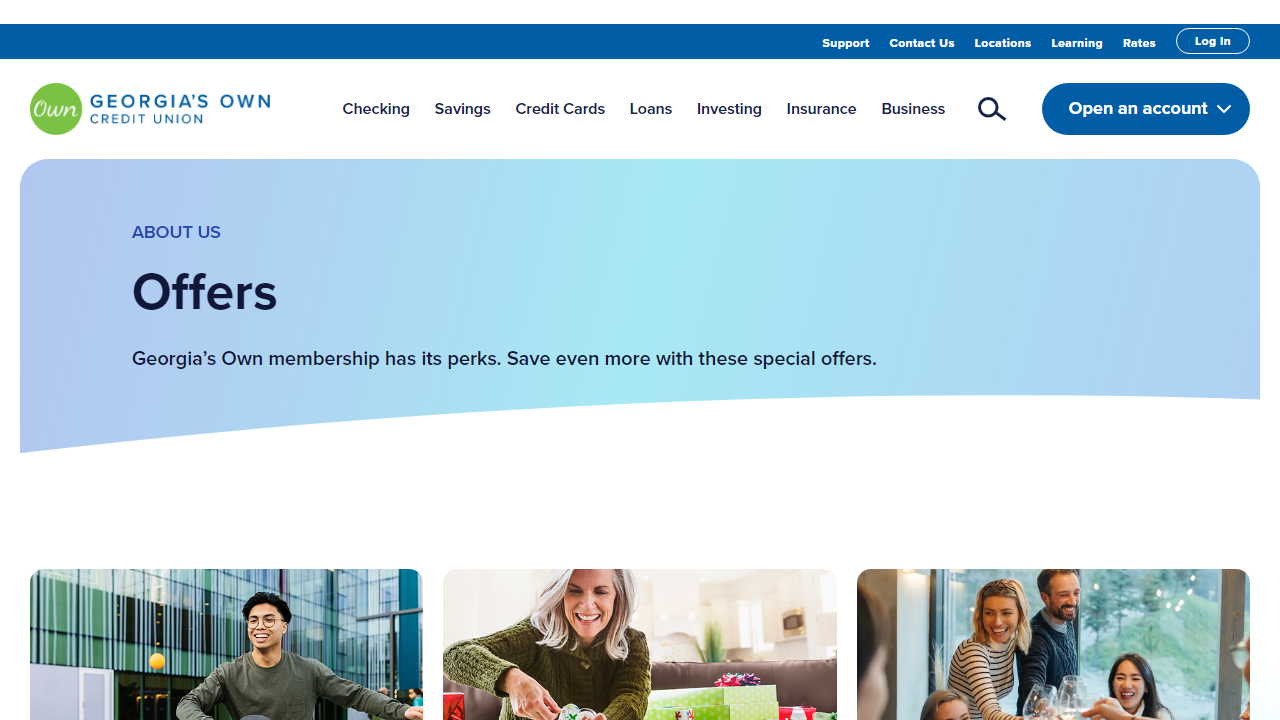 Support Contact Us Locations Learning Rates Log In
Own GEORGIA'S OWN
CREDIT UNION
Checking Savings Credit Cards Loans Investing Insurance Business Open an account
ABOUT US
Offers
Georgia's Own membership has its perks. Save even more with these special offers.